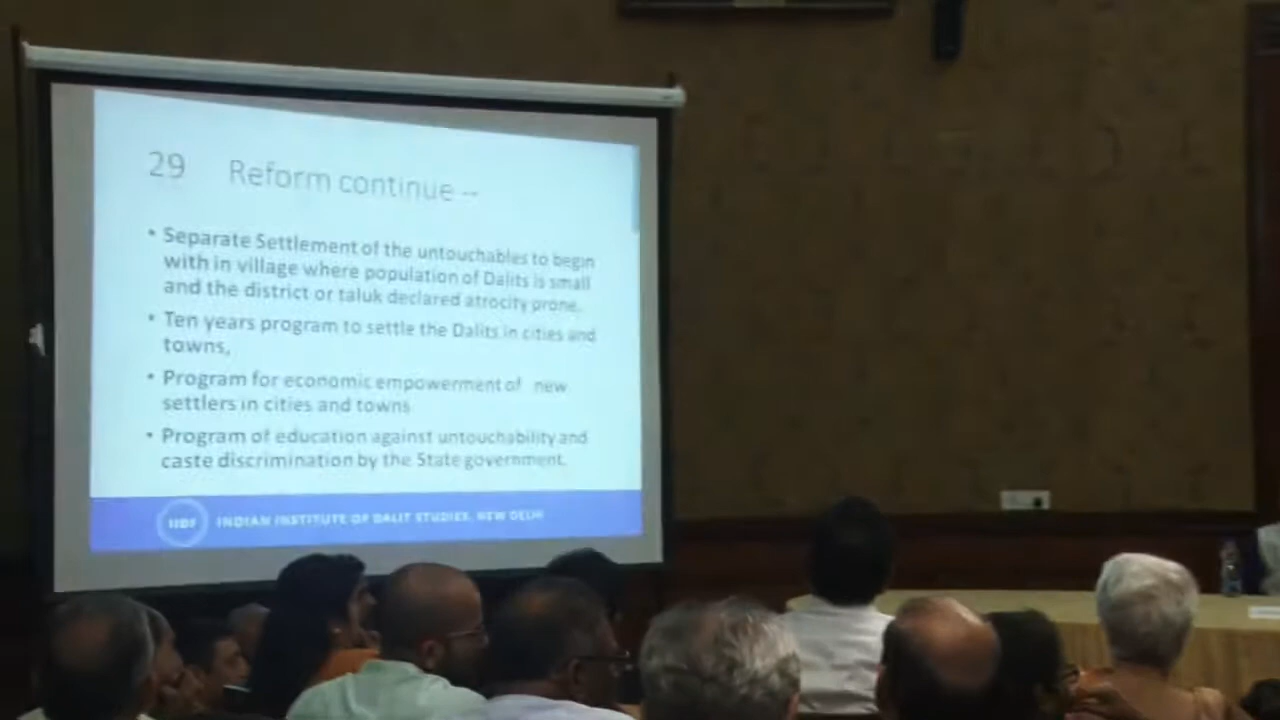 29 Reform continue --
• Separate Settlement of the untouchables to begin
with in village where population of Dalits is small
and the district or taluk declared atrocity prone.
• Ten years program to settle the Dalits in cities and
towns,
• Program for economic empowerment of new
settlers in cities and towns
• Program of education against untouchability and
caste discrimination by the State government.
IIDS INDIAN INSTITUTE OF DALIT STUDIES, NEW DELHI